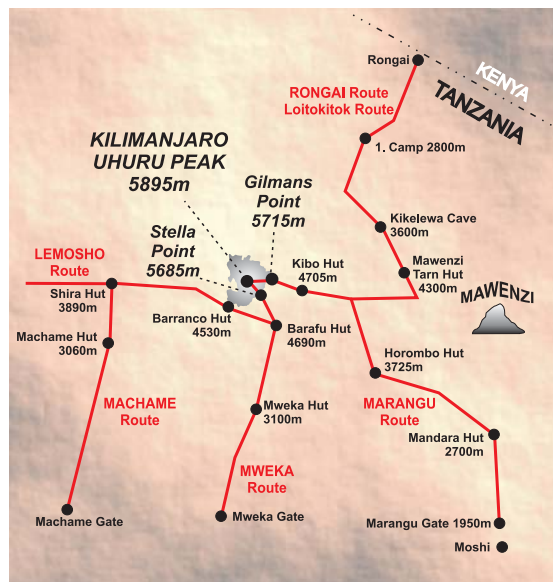 Rongai
KENYA
TANZANIA
RONGAI Route
Loitokitok Route
1. Camp 2800m
KILIMANJARO
UHURU PEAK
5895m
Gilmans
Point
5715m
Stella
Point
5685m
Kikelewa Cave
3600m
Mawenzi
Tarn Hut
4300m
MAWENZI
LEMOSHO
Route
Kibo Hut
4705m
Shira Hut
3890m
Barranco Hut
4530m
Barafu Hut
4690m
Machame Hut
3060m
Horombo Hut
3725m
MACHAME
Route
Mweka Hut
3100m
MARANGU
Route
Mandara Hut
2700m
MWEKA
Route
Machame Gate
Mweka Gate
Marangu Gate 1950m
Moshi